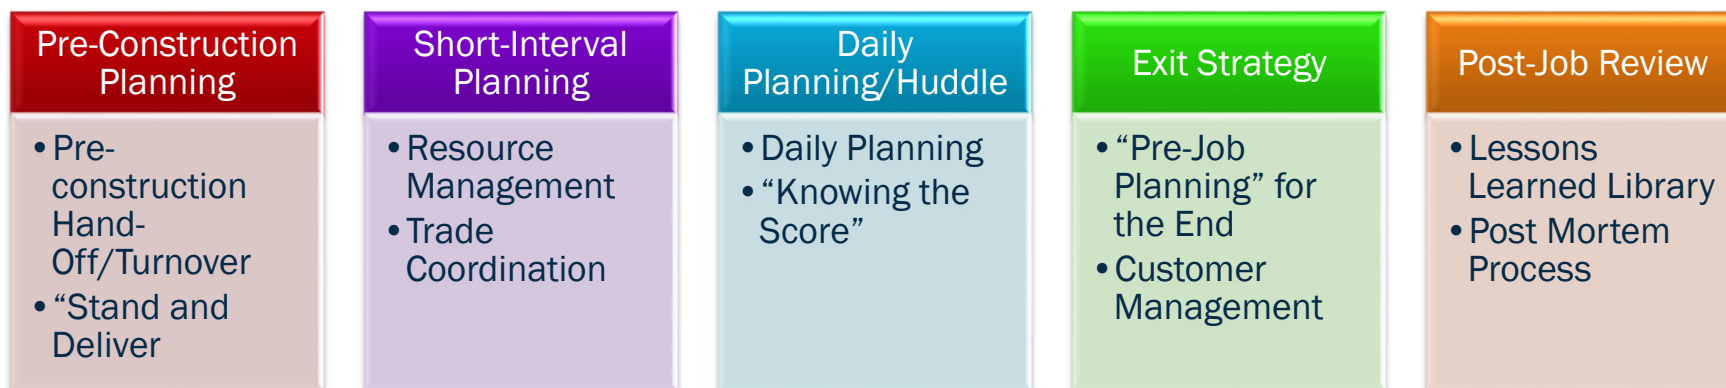 Pre-Construction
Planning
• Pre-
construction
Hand-
Off/Turnover
• “Stand and
Deliver
Short-Interval
Planning
• Resource
Management
• Trade
Coordination
Daily
Planning/Huddle
• Daily Planning
• “Knowing the
Score”
Exit Strategy
• “Pre-Job
Planning” for
the End
• Customer
Management
Post-Job Review
• Lessons
Learned Library
• Post Mortem
Process